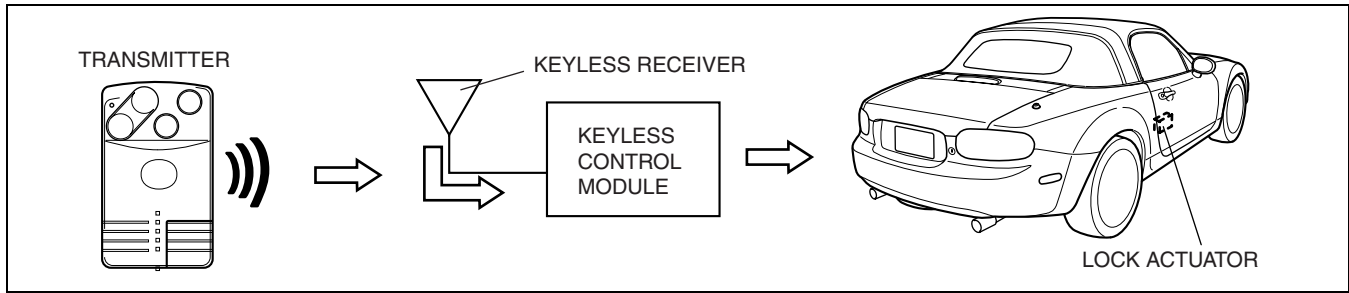 TRANSMITTER
KEYLESS RECEIVER
KEYLESS
CONTROL
MODULE
LOCK ACTUATOR